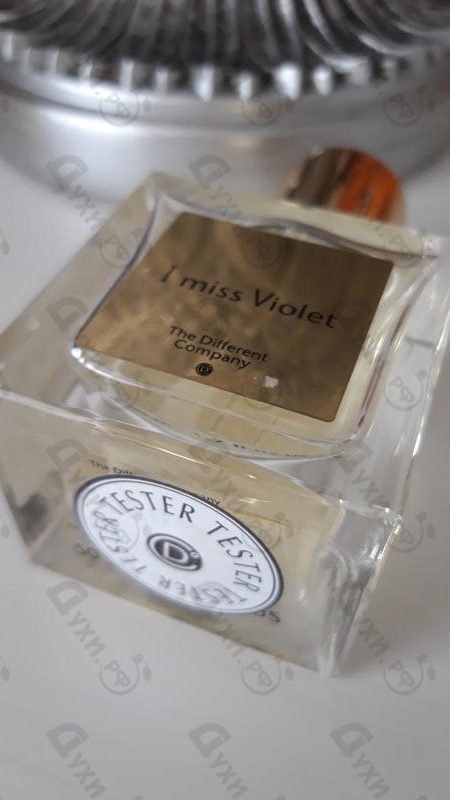 I miss Violet
The Different
Company
TESTER TESTER TESTER TESTER
Духи.рф